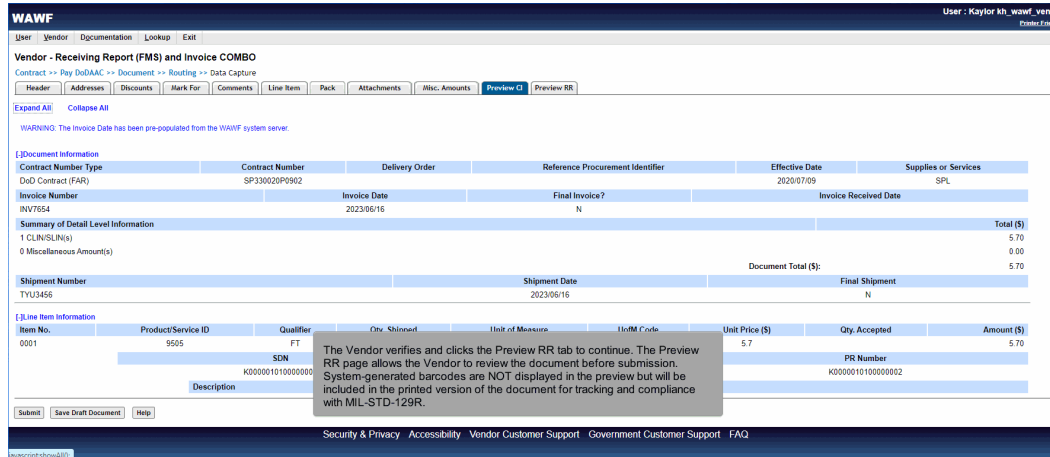 WAWF
User : Kaylor kh_wawf_ven
Printer Frie
User Vendor Documentation Lookup Exit
Vendor - Receiving Report (FMS) and Invoice COMBO
Contract >> Pay DoDAAC >> Document >> Routing >> Data Capture
Header Addresses Discounts Mark For Comments Line Item Pack Attachments Misc. Amounts Preview CI Preview RR
Expand All Collapse All
WARNING: The Invoice Date has been pre-populated from the WAWF system server.
[-]Document Information
Contract Number Type Contract Number Delivery Order Reference Procurement Identifier Effective Date Supplies or Services
DoD Contract (FAR) SP330020P0902 2020/07/09 SPL
Invoice Number Invoice Date Final Invoice? Invoice Received Date
INV7654 2023/06/16 N
Summary of Detail Level Information Total ($)
1 CLIN/SLIN(s) 5.70
0 Miscellaneous Amount(s) 0.00
Document Total ($): 5.70
Shipment Number Shipment Date Final Shipment
TYU3456 2023/06/16 N
[-]Line Item Information
Item No. Product/Service ID Qualifier Qty. Shipped Unit of Measure UofM Code Unit Price ($) Qty. Accepted Amount ($)
0001 9505 FT 5.7 5.70
SDN PR Number
K000001010000000 K0000010100000002
Description
The Vendor verifies and clicks the Preview RR tab to continue. The Preview
RR page allows the Vendor to review the document before submission.
System-generated barcodes are NOT displayed in the preview but will be
included in the printed version of the document for tracking and compliance
with MIL-STD-129R.
Submit Save Draft Document Help
Security & Privacy Accessibility Vendor Customer Support Government Customer Support FAQ